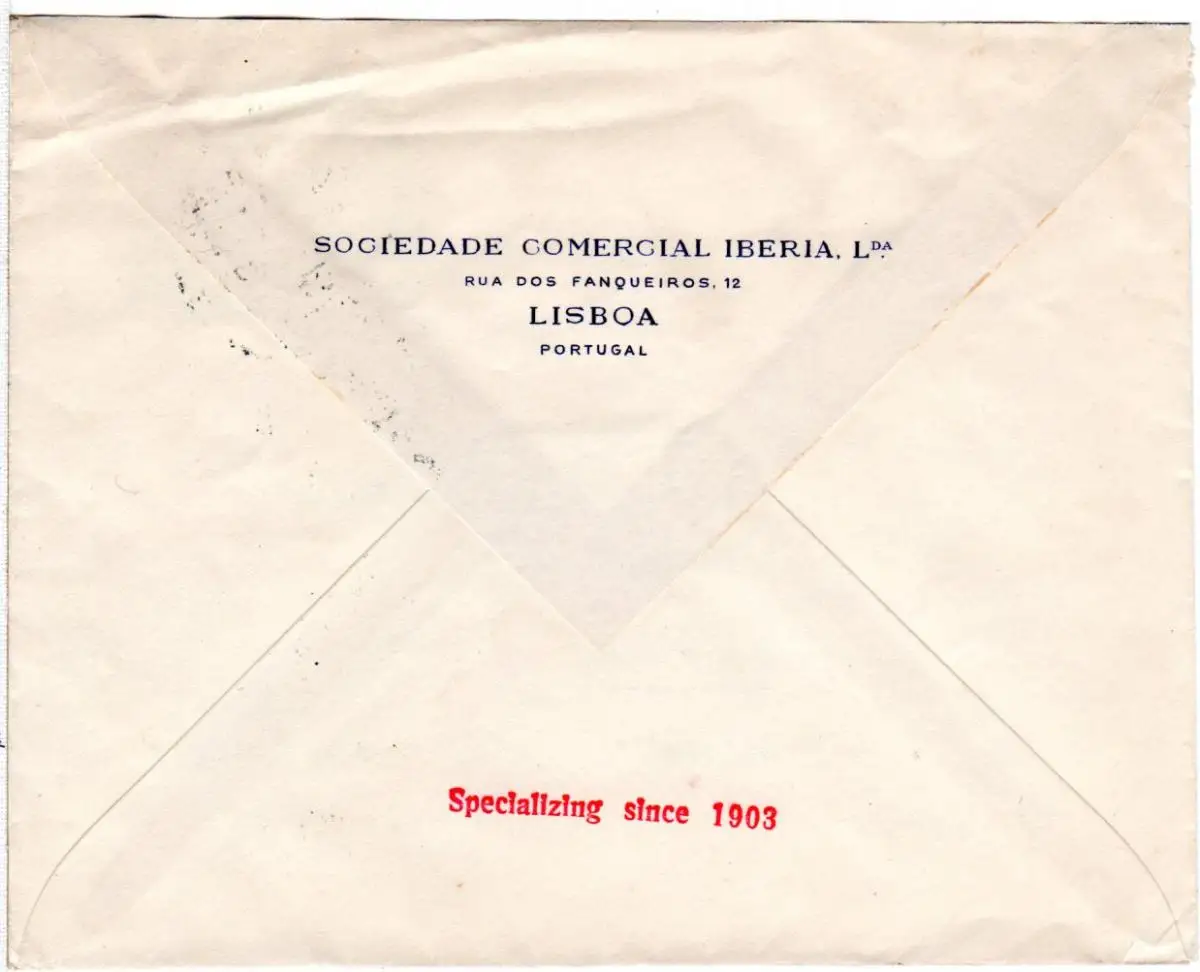 SOCIEDADE COMERCIAL IBERIA, L.DA
RUA DOS FANQUEIROS, 12
LISBOA
PORTUGAL
Specializing since 1903